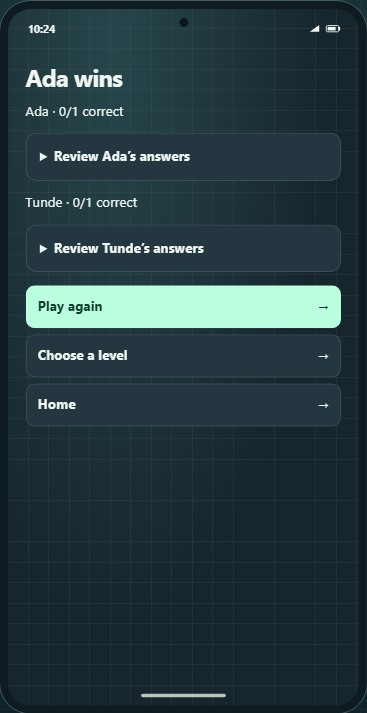 10:24
Ada wins
Ada · 0/1 correct
▶ Review Ada’s answers
Tunde · 0/1 correct
▶ Review Tunde’s answers
Play again →
Choose a level →
Home →